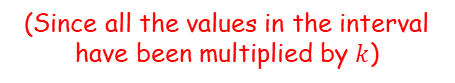 (Since all the values in the interval
have been multiplied by k)